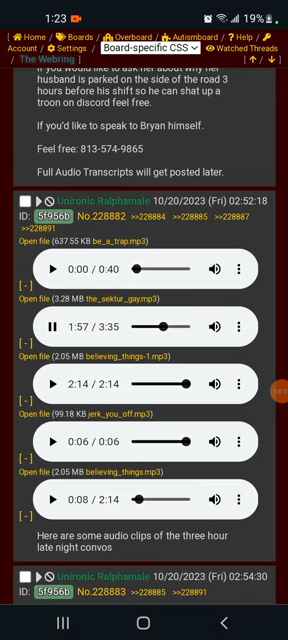 1:23
19%
[ Home / Boards / Overboard / Autismboard / Help /
Account / Settings / Board-specific CSS Watched Threads
/ The Webring [ / ]
If you would like to ask her about why her
husband is parked on the side of the road 3
hours before his shift so he can shat up a
troon on discord feel free.
If you'd like to speak to Bryan himself.
Feel free: 813-574-9865
Full Audio Transcripts will get posted later.
Unironic Ralphamale 10/20/2023 (Fri) 02:52:18
ID: 5f956b No.228882 >>228884 >>228885 >>228887
>>228891
Open file (637.55 KB be_a_trap.mp3)
0:00 / 0:40
[-]
Open file (3.28 MB the_sektur_gay.mp3)
1:57 / 3:35
[-]
Open file (2.05 MB believing_things-1.mp3)
2:14 / 2:14
[-]
Open file (99.18 KB jerk_you_off.mp3)
0:06 / 0:06
[-]
Open file (2.05 MB believing_things.mp3)
0:08 / 2:14
[-]
Here are some audio clips of the three hour
late night convos
Unironic Ralphamale 10/20/2023 (Fri) 02:54:30
ID: 5f956b No.228883 >>228885 >>228891